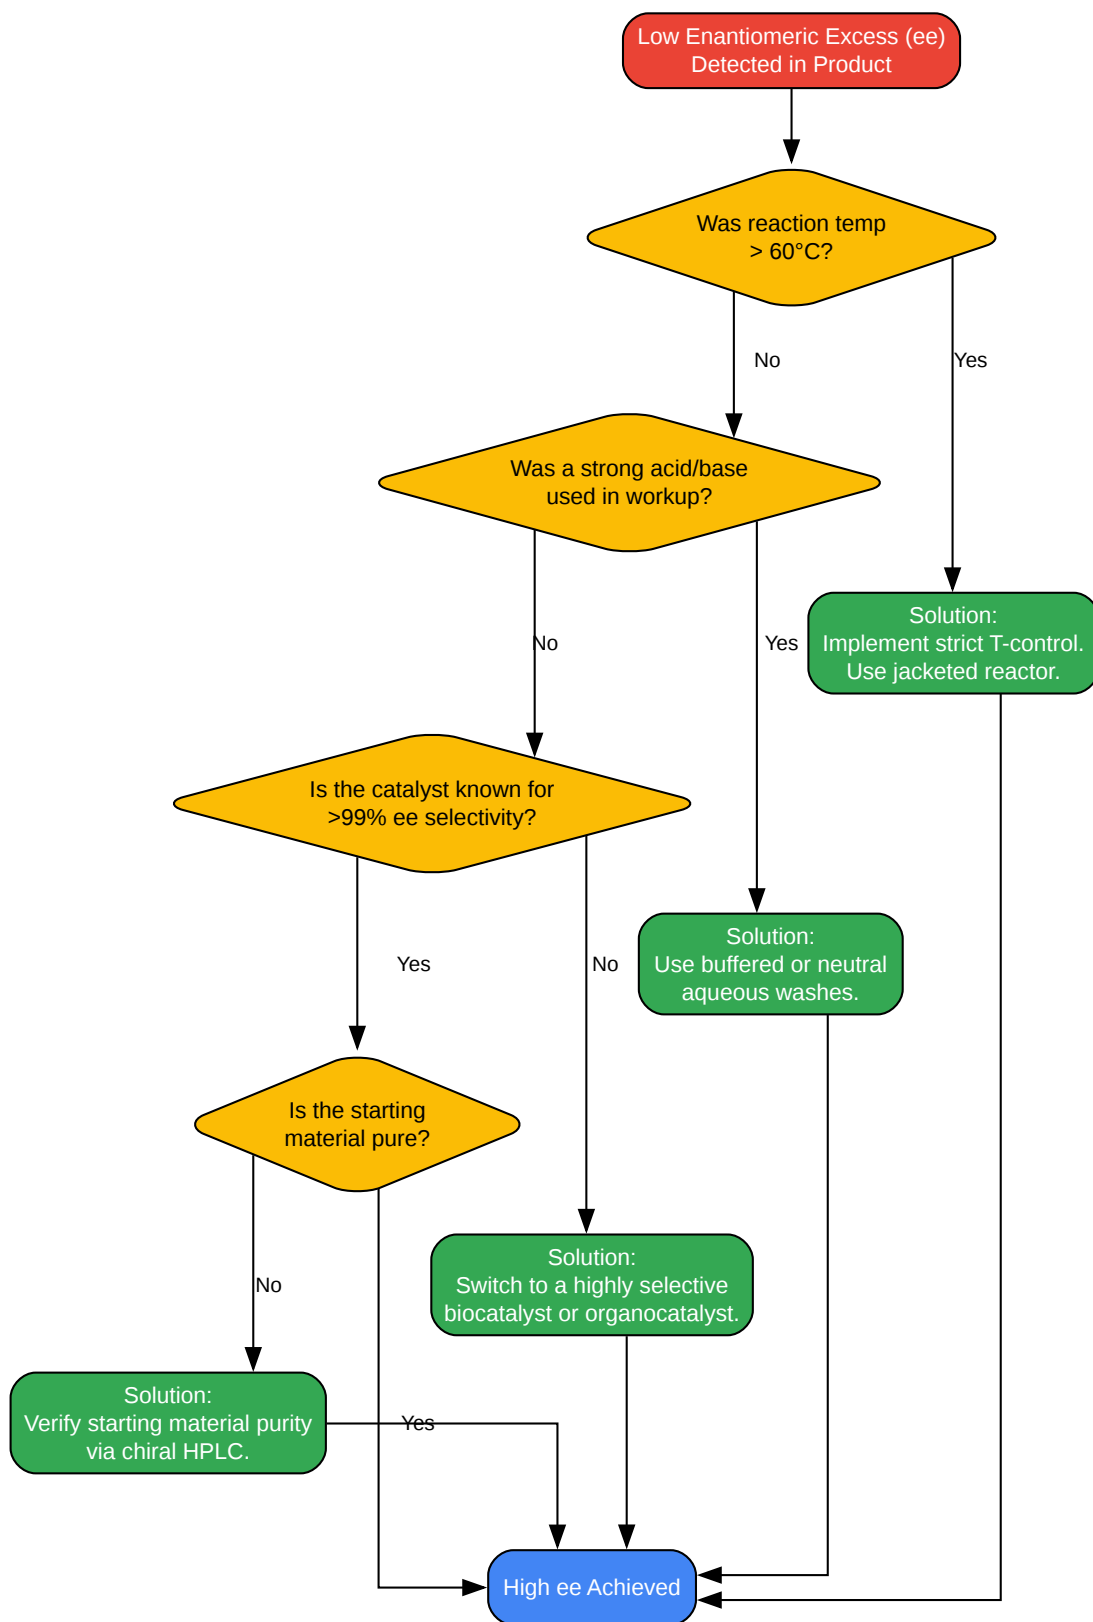 Low Enantiomeric Excess (ee)
Detected in Product
Was reaction temp
> 60°C?
No
Yes
Was a strong acid/base
used in workup?
Solution:
Implement strict T-control.
Use jacketed reactor.
No
Yes
Is the catalyst known for
>99% ee selectivity?
Solution:
Use buffered or neutral
aqueous washes.
Yes
No
Is the starting
material pure?
Solution:
Switch to a highly selective
biocatalyst or organocatalyst.
No
Solution:
Verify starting material purity
via chiral HPLC.
Yes
High ee Achieved